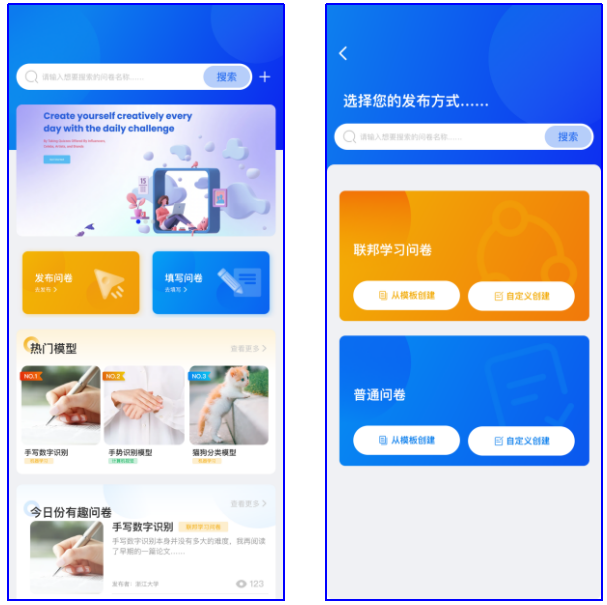 请输入想要搜索的问卷名称......
搜索
Create yourself creatively every
day with the daily challenge
发布问卷
去发布 >
填写问卷
去填写 >
热门模型
查看更多 >
NO.1
NO.2
NO.3
手写数字识别
手势识别模型
猫狗分类模型
今日份有趣问卷
查看更多 >
手写数字识别
联邦学习问卷
手写数字识别本身并没有多大的难度，我再阅读
了早期的一篇论文......
发布者：浙江大学
123
选择您的发布方式......
请输入想要搜索的问卷名称......
搜索
联邦学习问卷
从模板创建
自定义创建
普通问卷
从模板创建
自定义创建